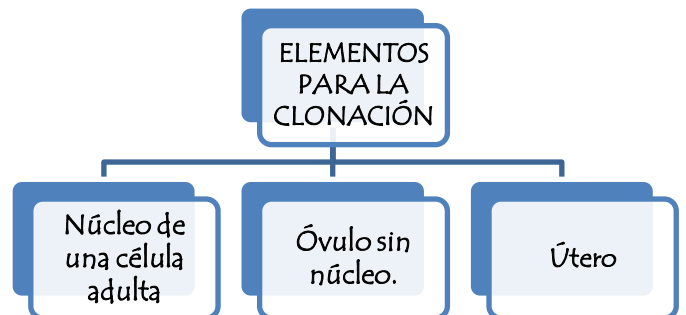 ELEMENTOS
PARA LA
CLONACIÓN
Núcleo de
una célula
adulta
Óvulo sin
núcleo.
Útero